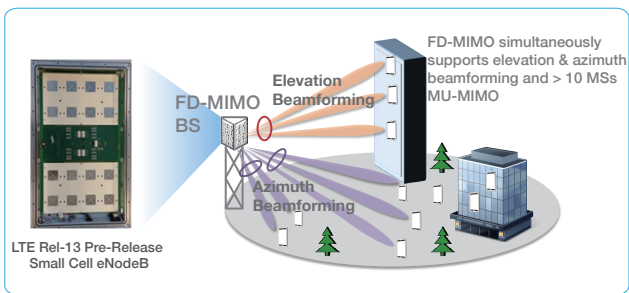 FD-MIMO simultaneously
supports elevation & azimuth
beamforming and > 10 MSs
MU-MIMO
Elevation
Beamforming
FD-MIMO
BS
Azimuth
Beamforming
LTE Rel-13 Pre-Release
Small Cell eNodeB